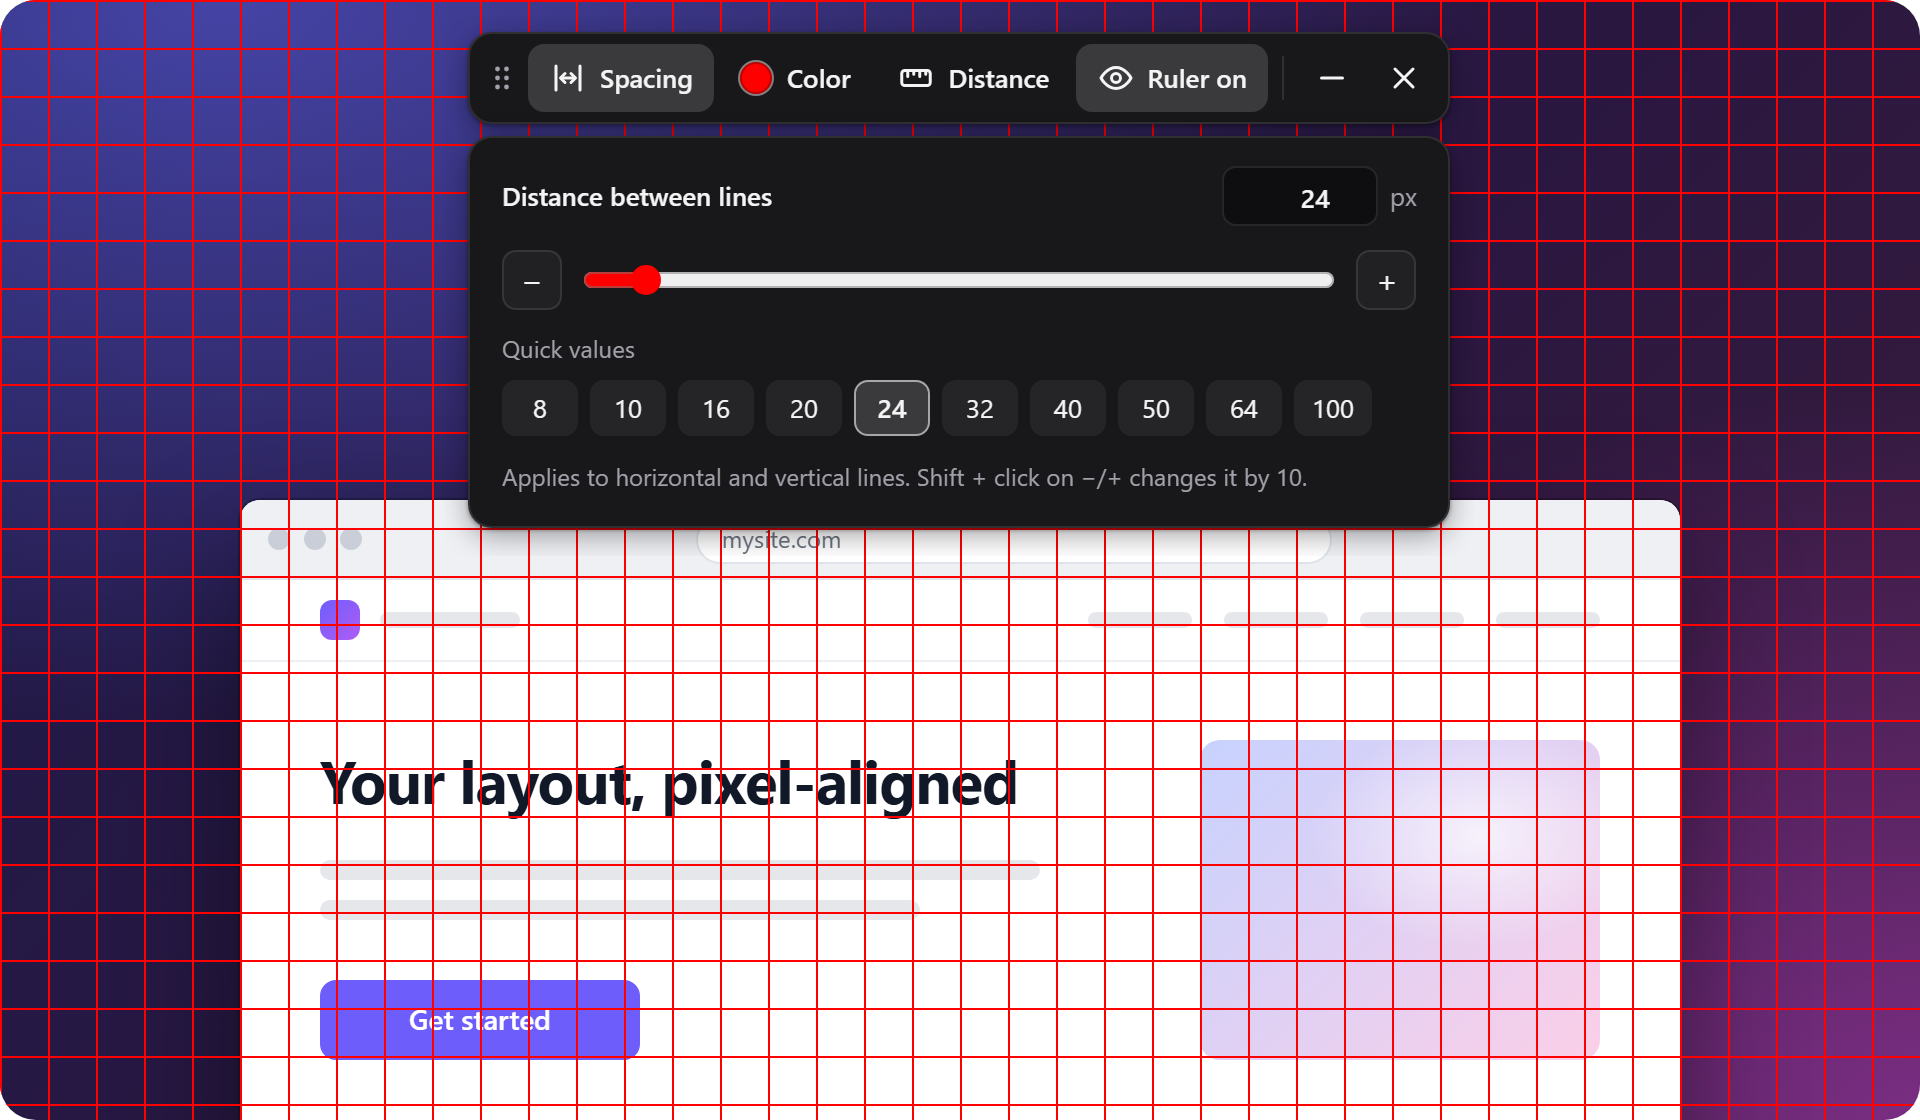 Spacing Color Distance Ruler on
Distance between lines 24 px
− +
Quick values
8 10 16 20 24 32 40 50 64 100
Applies to horizontal and vertical lines. Shift + click on −/+ changes it by 10.
mysite.com
Your layout, pixel-aligned
Get started